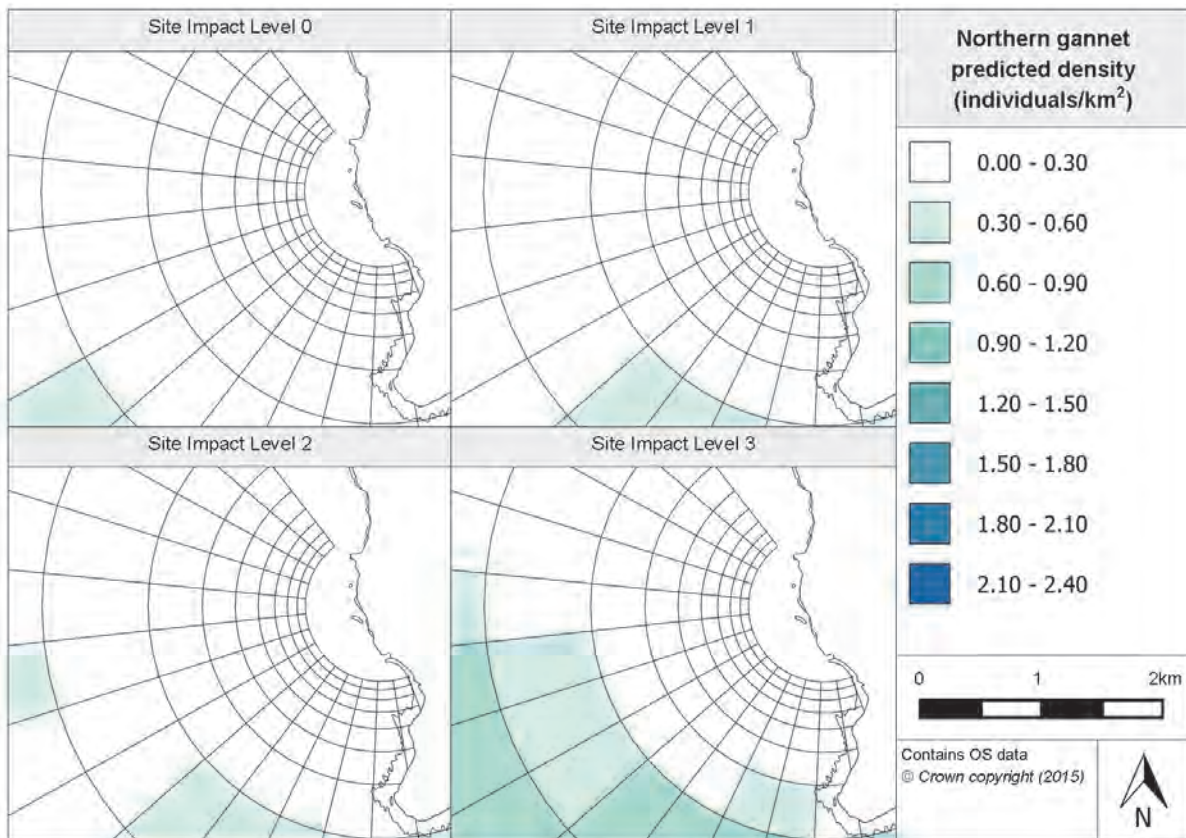 Site Impact Level 0
Site Impact Level 1
Site Impact Level 2
Site Impact Level 3
Northern gannet
predicted density
(individuals/km²)
0.00 - 0.30
0.30 - 0.60
0.60 - 0.90
0.90 - 1.20
1.20 - 1.50
1.50 - 1.80
1.80 - 2.10
2.10 - 2.40
0 1 2km
Contains OS data
© Crown copyright (2015)
N